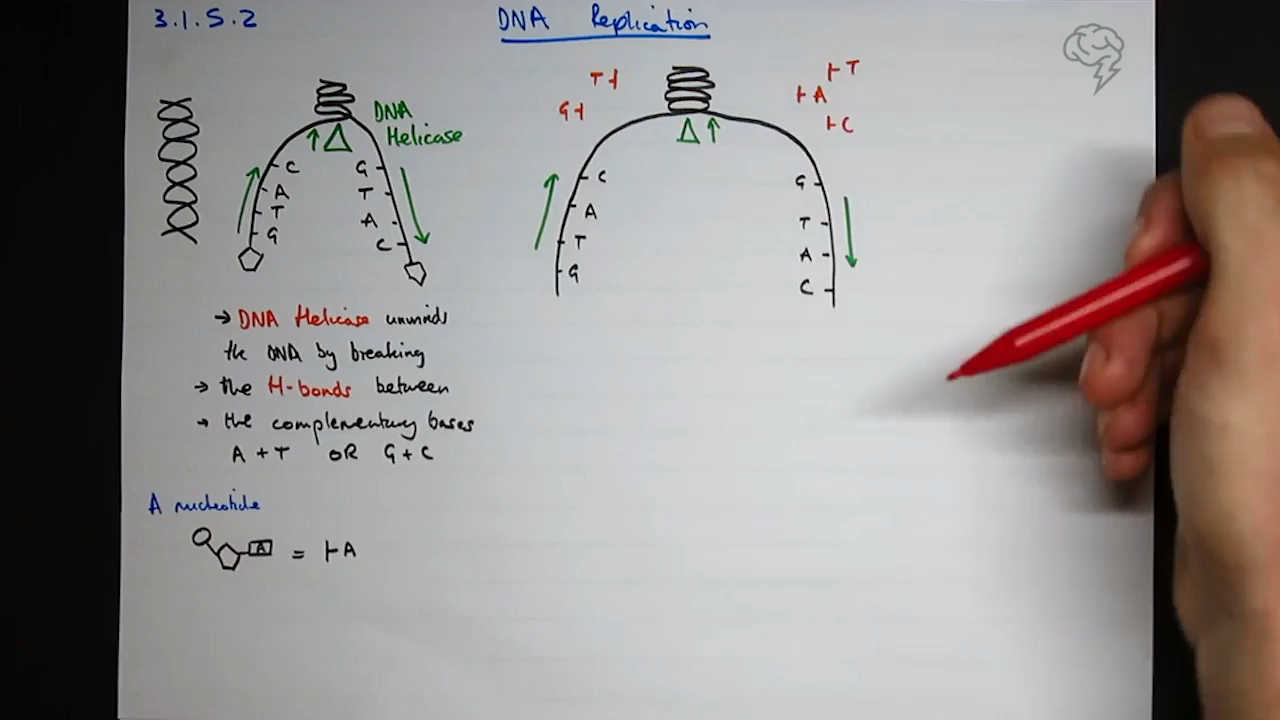 3.1.5.2
DNA Replication
DNA
Helicase
C
A
T
G
G
T
A
C
T
G
T
A
C
C
A
T
G
G
T
A
C
→ DNA Helicase unwinds
the DNA by breaking
→ the H-bonds between
→ the complementary bases
A + T OR G + C
A nucleotide
A = A